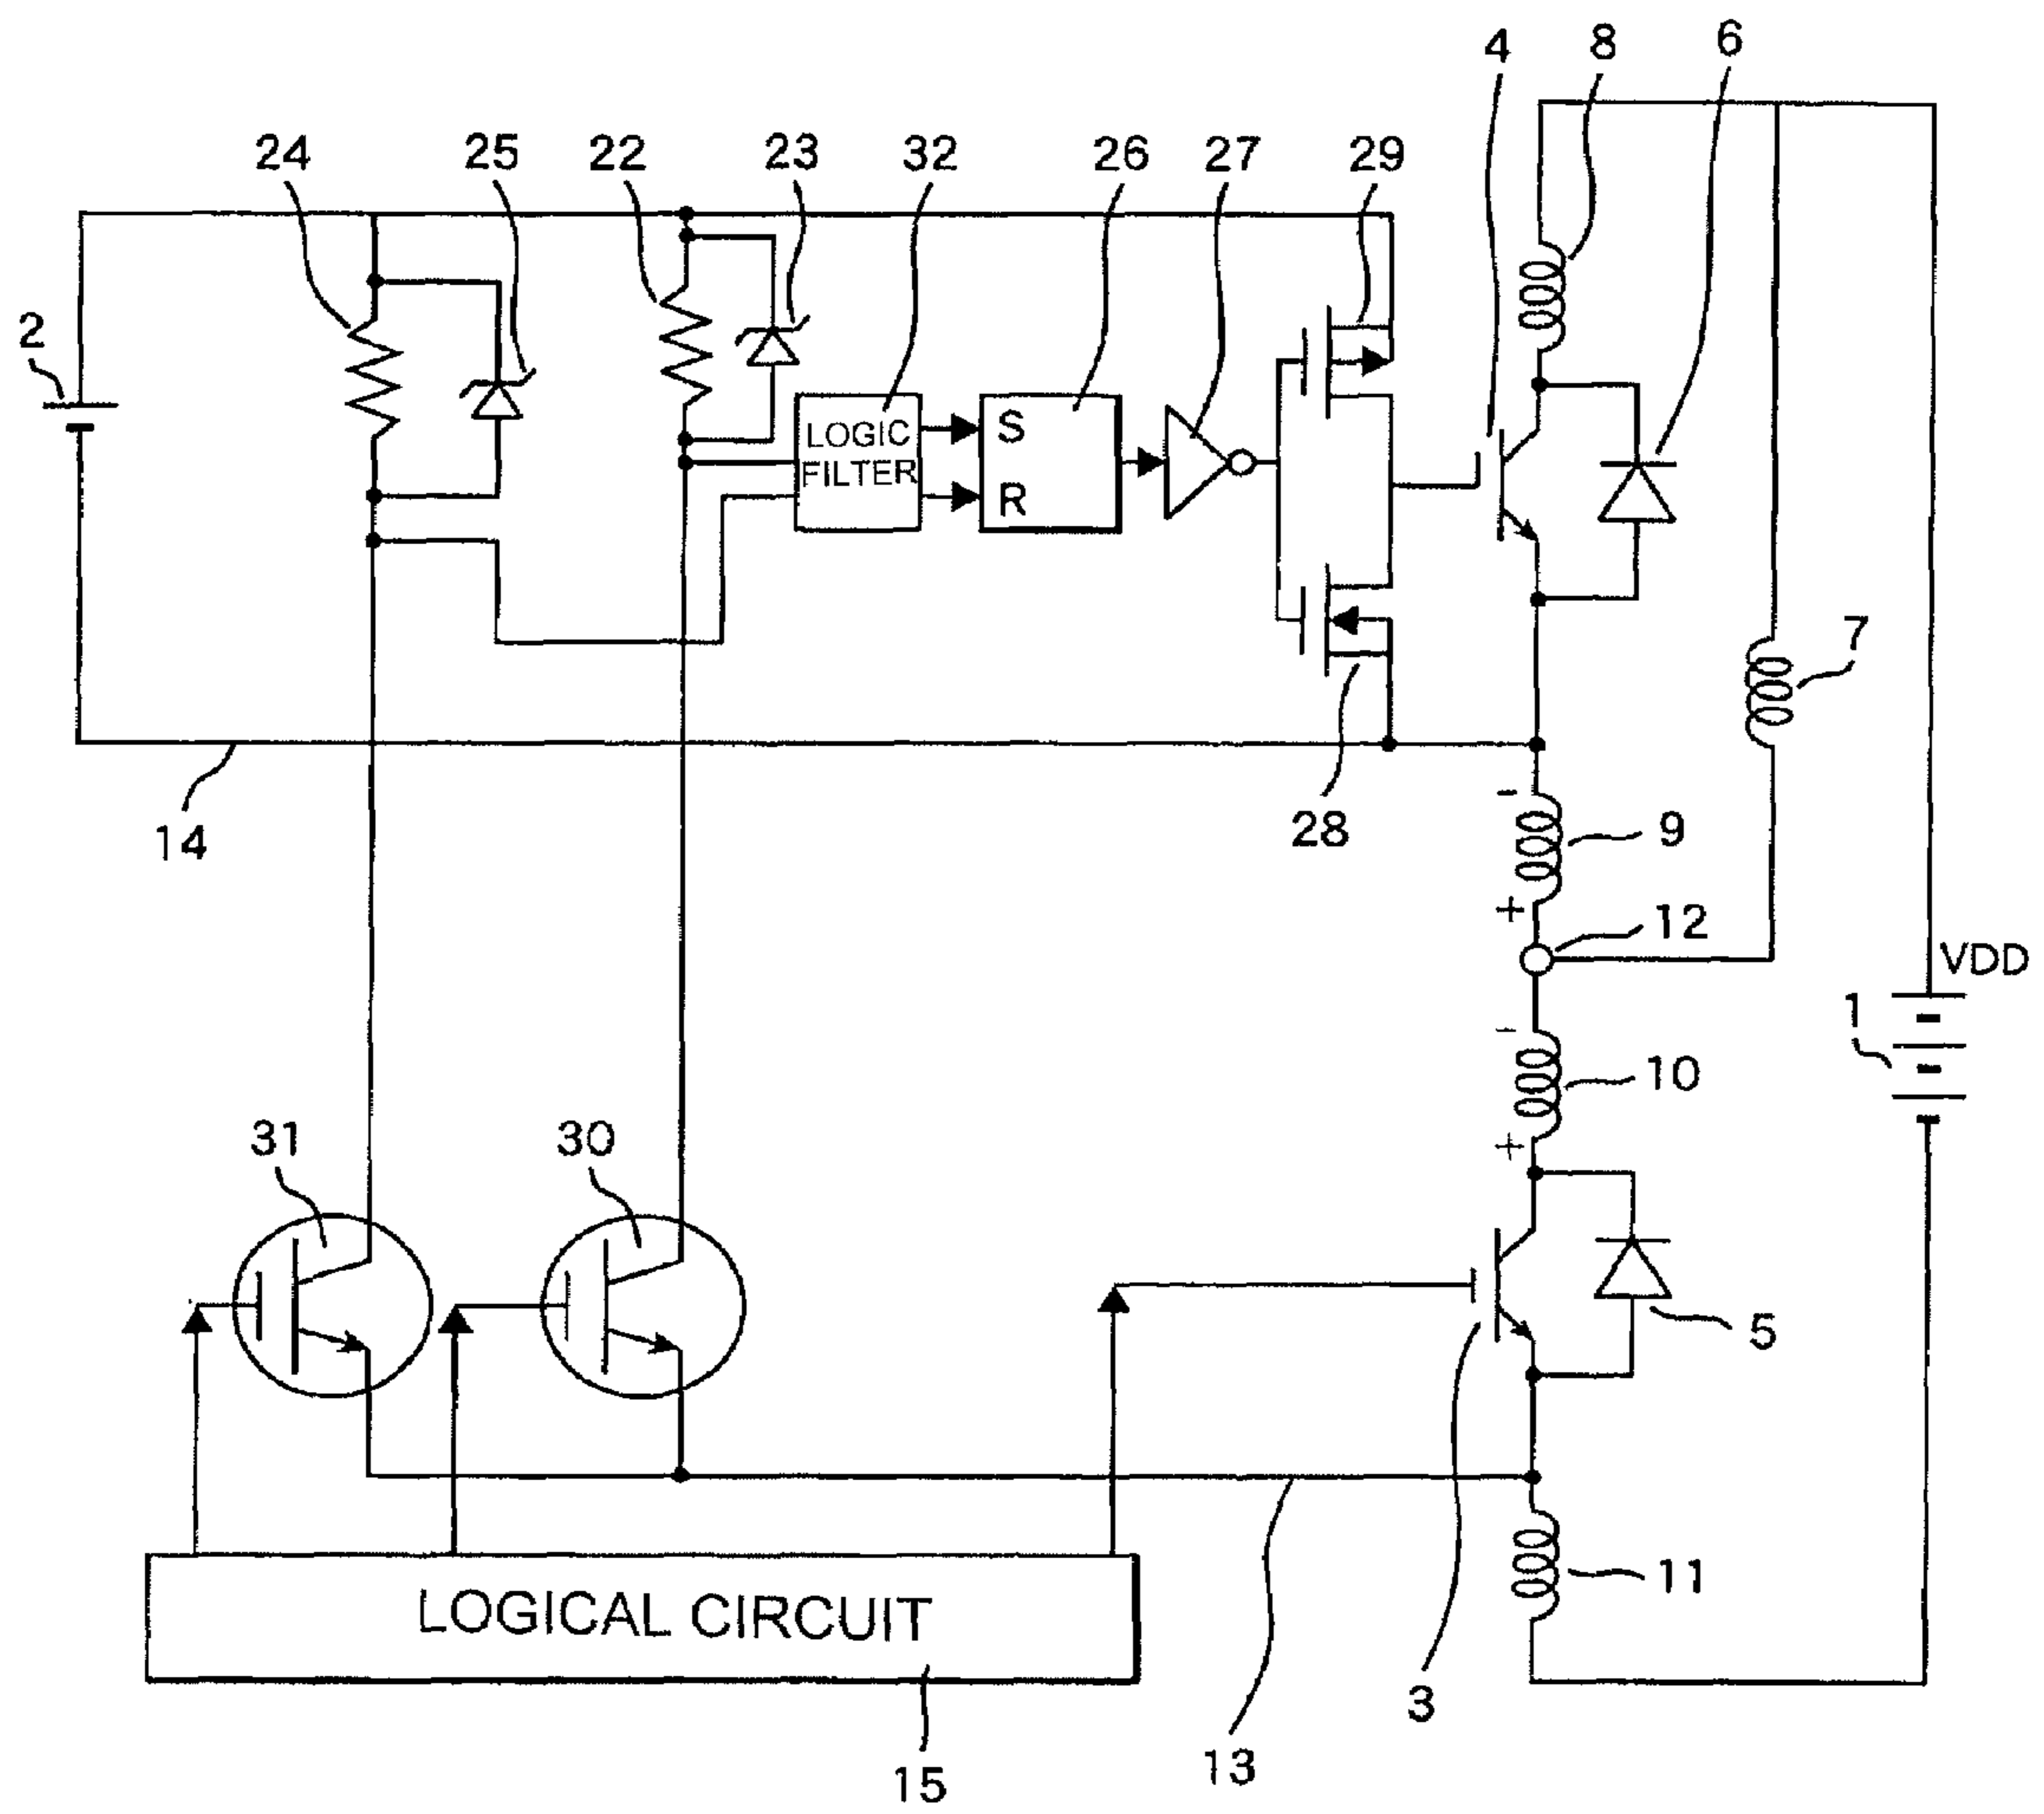 4 8 6
24 25 22 23 32 26 27 29
2
LOGIC
FILTER
S
R
7
14
28
-
9
+
12
VDD
-
1
10
+
31
30
5
LOGICAL CIRCUIT
11
3
13
15